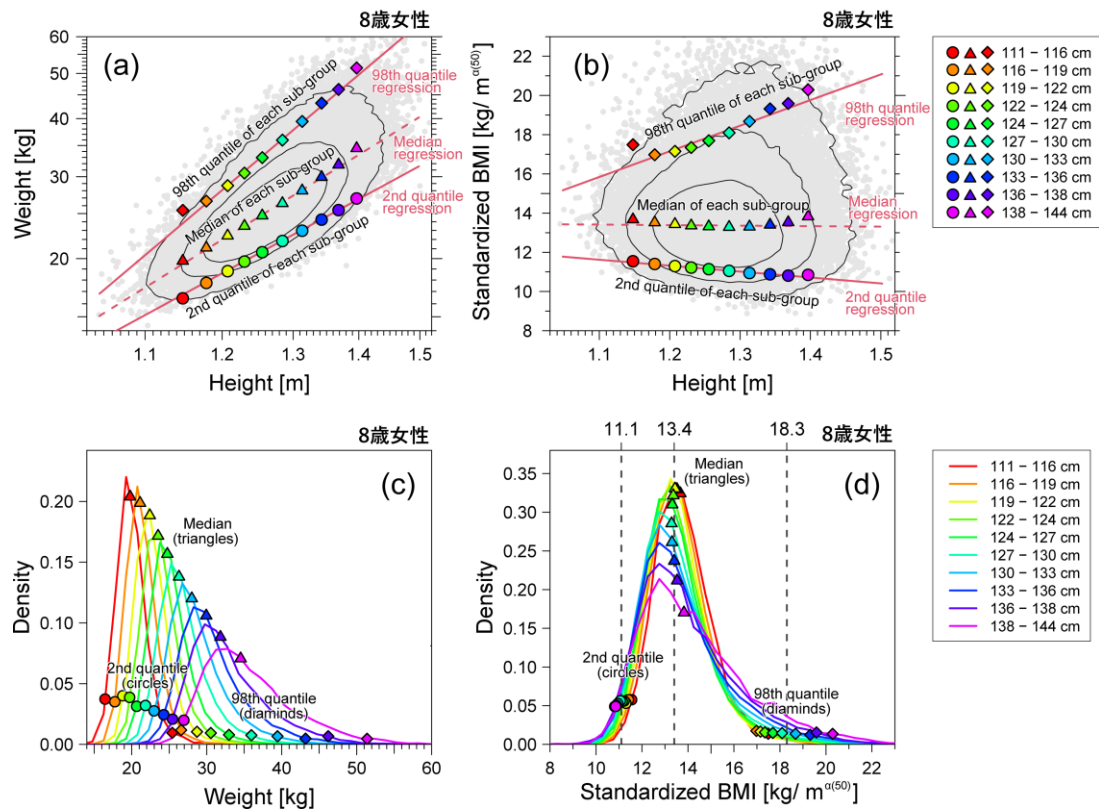 8歳女性
(a)
60
50
40
30
20
Weight [kg]
98th quantile of each sub-group
Median of each sub-group
2nd quantile of each sub-group
98th quantile
regression
Median
regression
2nd quantile
regression
1.1 1.2 1.3 1.4 1.5
Height [m]
8歳女性
(b)
22
20
18
16
14
12
10
8
Standardized BMI [kg/ m α(50)]
98th quantile of each sub-group
Median of each sub-group
2nd quantile of each sub-group
98th quantile
regression
Median
regression
2nd quantile
regression
1.1 1.2 1.3 1.4 1.5
Height [m]
111 – 116 cm
116 – 119 cm
119 – 122 cm
122 – 124 cm
124 – 127 cm
127 – 130 cm
130 – 133 cm
133 – 136 cm
136 – 138 cm
138 – 144 cm
8歳女性
(c)
0.20
0.15
0.10
0.05
0.00
Density
Median
(triangles)
2nd quantile
(circles)
98th quantile
(diaminds)
20 30 40 50 60
Weight [kg]
11.1 13.4 18.3 8歳女性
(d)
0.35
0.30
0.25
0.20
0.15
0.10
0.05
0.00
Density
Median
(triangles)
2nd quantile
(circles)
98th quantile
(diaminds)
8 10 12 14 16 18 20 22
Standardized BMI [kg/ m α(50)]
111 – 116 cm
116 – 119 cm
119 – 122 cm
122 – 124 cm
124 – 127 cm
127 – 130 cm
130 – 133 cm
133 – 136 cm
136 – 138 cm
138 – 144 cm